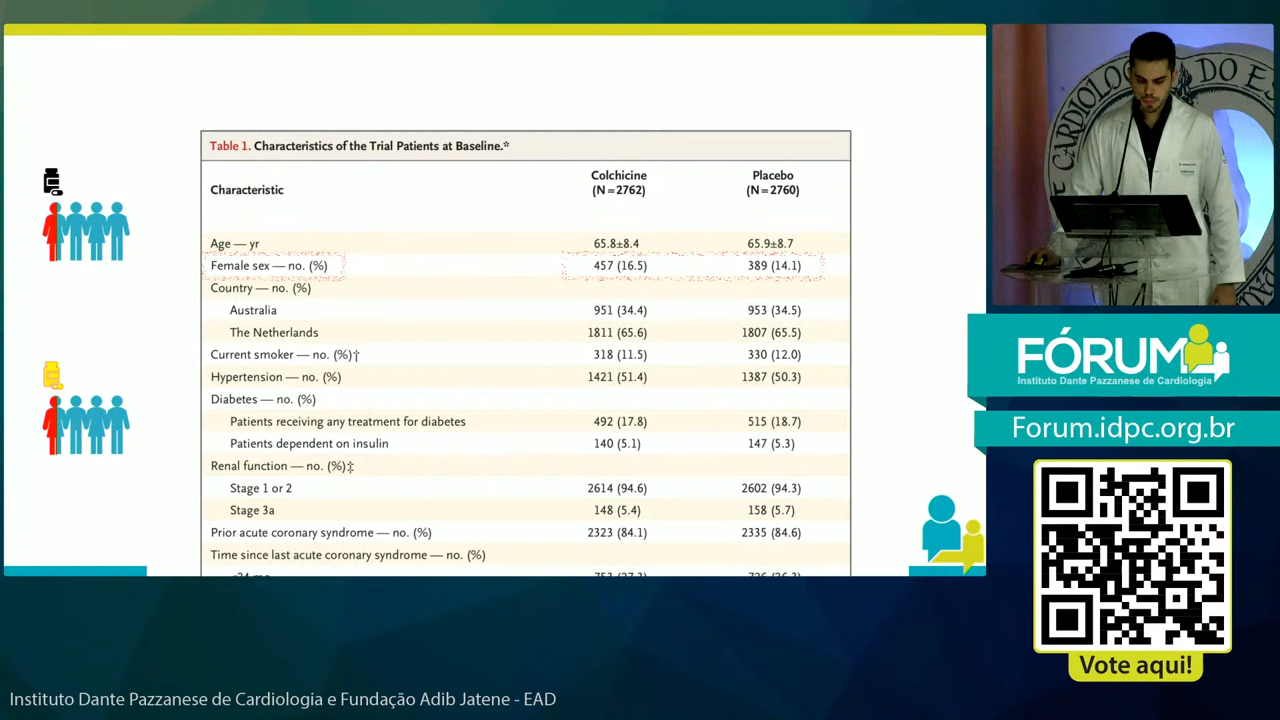 Table 1. Characteristics of the Trial Patients at Baseline.*
Characteristic
Colchicine (N=2762)
Placebo (N=2760)
Age — yr 65.8±8.4 65.9±8.7
Female sex — no. (%) 457 (16.5) 389 (14.1)
Country — no. (%)
Australia 951 (34.4) 953 (34.5)
The Netherlands 1811 (65.6) 1807 (65.5)
Current smoker — no. (%)† 318 (11.5) 330 (12.0)
Hypertension — no. (%) 1421 (51.4) 1387 (50.3)
Diabetes — no. (%)
Patients receiving any treatment for diabetes 492 (17.8) 515 (18.7)
Patients dependent on insulin 140 (5.1) 147 (5.3)
Renal function — no. (%)‡
Stage 1 or 2 2614 (94.6) 2602 (94.3)
Stage 3a 148 (5.4) 158 (5.7)
Prior acute coronary syndrome — no. (%) 2323 (84.1) 2335 (84.6)
Time since last acute coronary syndrome — no. (%)
CARDIOLOG
DO ES
FÓRUM
Instituto Dante Pazzanese de Cardiologia
Forum.idpc.org.br
Vote aqui!
Instituto Dante Pazzanese de Cardiologia e Fundação Adib Jatene - EAD